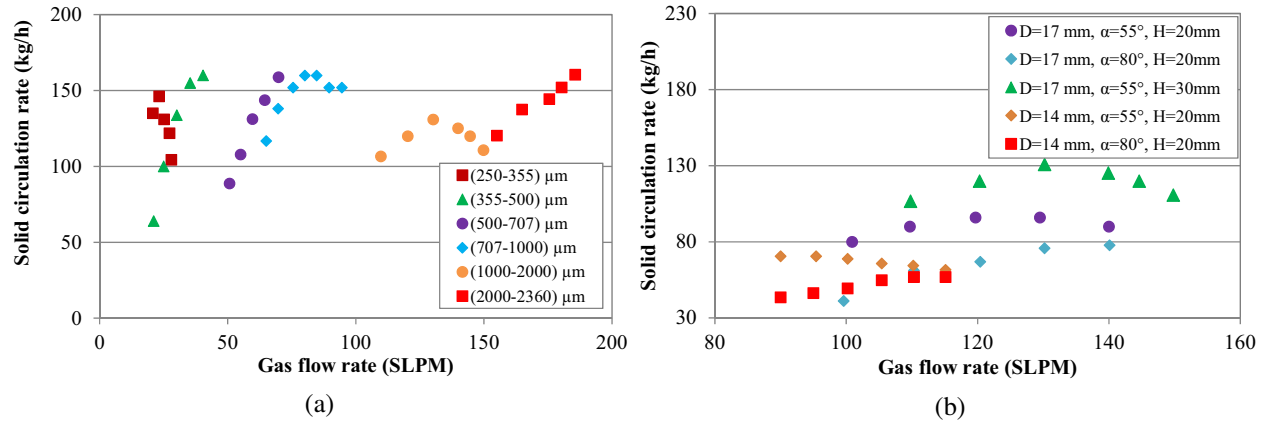 200
150
100
50
0
Solid circulation rate (kg/h)
(250-355) µm
(355-500) µm
(500-707) µm
(707-1000) µm
(1000-2000) µm
(2000-2360) µm
0 50 100 150 200
Gas flow rate (SLPM)
(a)
230
180
130
80
30
Solid circulation rate (kg/h)
D=17 mm, α=55°, H=20mm
D=17 mm, α=80°, H=20mm
D=17 mm, α=55°, H=30mm
D=14 mm, α=55°, H=20mm
D=14 mm, α=80°, H=20mm
80 100 120 140 160
Gas flow rate (SLPM)
(b)